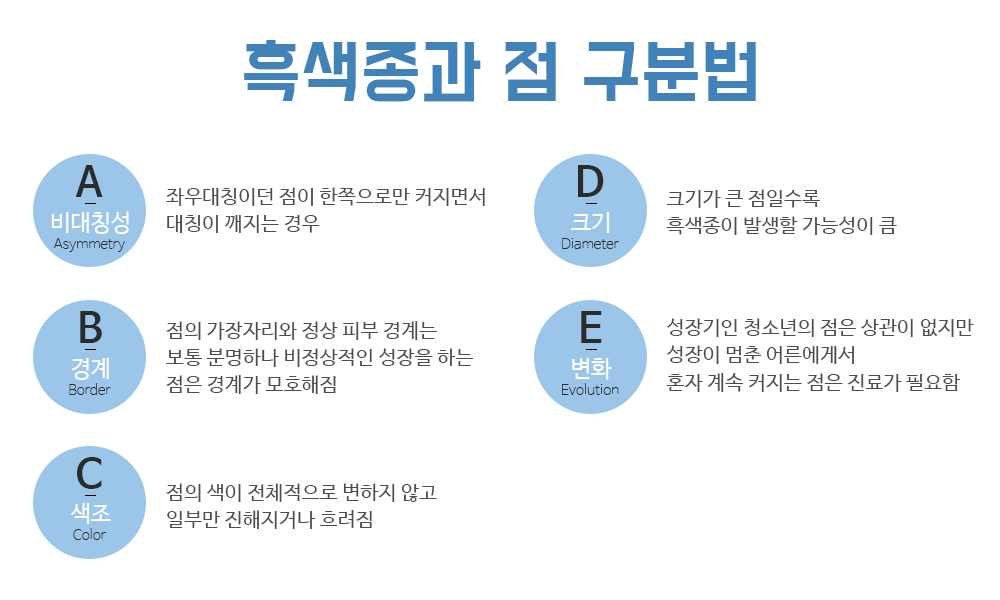 흑색종과 점 구분법
A
비대칭성
Asymmetry
좌우대칭이던 점이 한쪽으로만 커지면서
대칭이 깨지는 경우
B
경계
Border
점의 가장자리와 정상 피부 경계는
보통 분명하나 비정상적인 성장을 하는
점은 경계가 모호해짐
C
색조
Color
점의 색이 전체적으로 변하지 않고
일부만 진해지거나 흐려짐
D
크기
Diameter
크기가 큰 점일수록
흑색종이 발생할 가능성이 큼
E
변화
Evolution
성장기인 청소년의 점은 상관이 없지만
성장이 멈춘 어른에게서
혼자 계속 커지는 점은 진료가 필요함